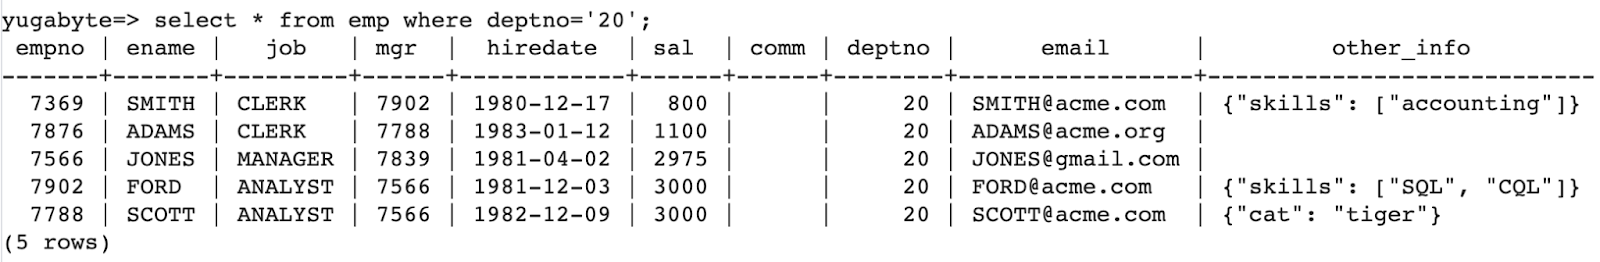 yugabyte=> select * from emp where deptno='20';
 empno | ename |   job   | mgr  |  hiredate  | sal  | comm | deptno |     email      |        other_info
-------+-------+---------+------+------------+------+------+--------+----------------+---------------------------
  7369 | SMITH | CLERK   | 7902 | 1980-12-17 |  800 |      |     20 | SMITH@acme.com  | {"skills": ["accounting"]}
  7876 | ADAMS | CLERK   | 7788 | 1983-01-12 | 1100 |      |     20 | ADAMS@acme.org  |
  7566 | JONES | MANAGER | 7839 | 1981-04-02 | 2975 |      |     20 | JONES@gmail.com |
  7902 | FORD  | ANALYST | 7566 | 1981-12-03 | 3000 |      |     20 | FORD@acme.com   | {"skills": ["SQL", "CQL"]}
  7788 | SCOTT | ANALYST | 7566 | 1982-12-09 | 3000 |      |     20 | SCOTT@acme.com  | {"cat": "tiger"}
(5 rows)